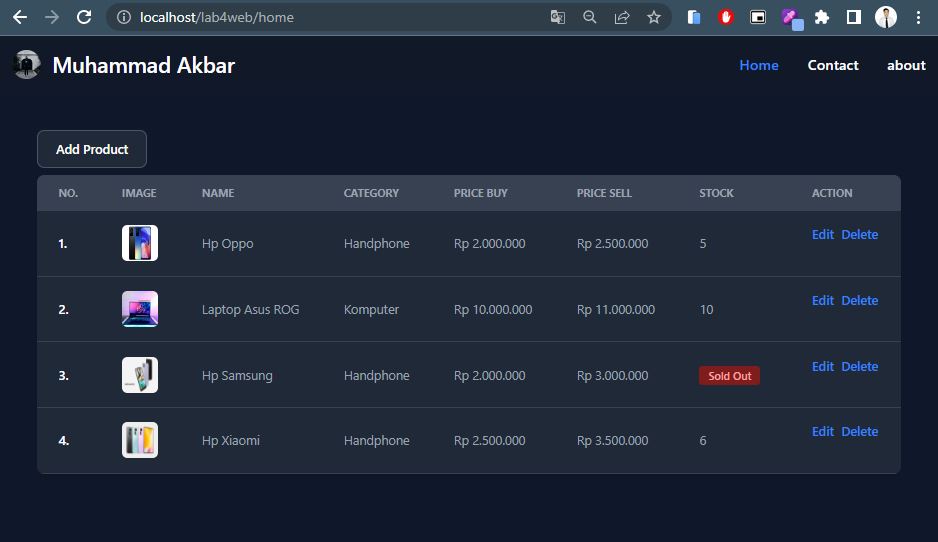 localhost/lab4web/home
Muhammad Akbar Home Contact about
Add Product
NO. IMAGE NAME CATEGORY PRICE BUY PRICE SELL STOCK ACTION
1. Hp Oppo Handphone Rp 2.000.000 Rp 2.500.000 5 Edit Delete
2. Laptop Asus ROG Komputer Rp 10.000.000 Rp 11.000.000 10 Edit Delete
3. Hp Samsung Handphone Rp 2.000.000 Rp 3.000.000 Sold Out Edit Delete
4. Hp Xiaomi Handphone Rp 2.500.000 Rp 3.500.000 6 Edit Delete